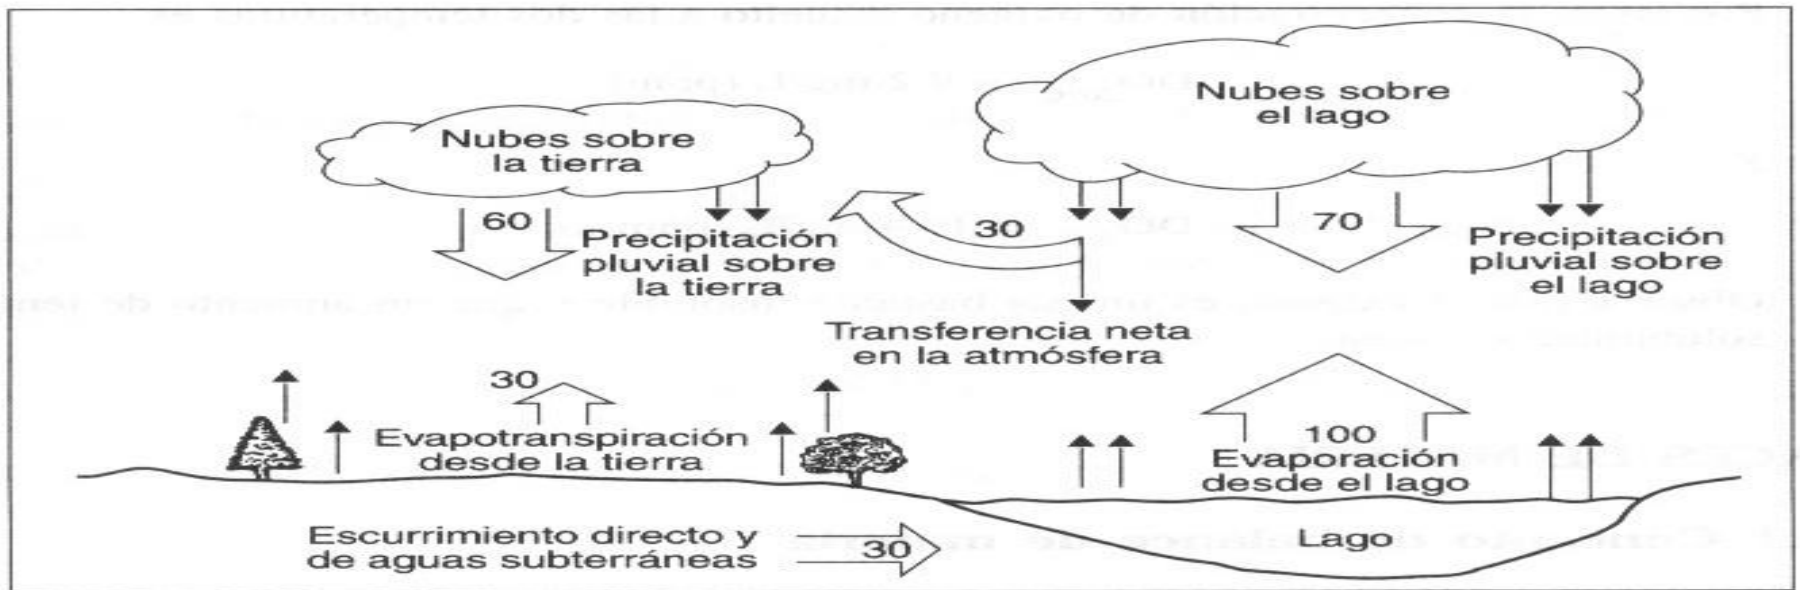 Nubes sobre
la tierra
Nubes sobre
el lago
60
Precipitación
pluvial sobre
la tierra
30
70
Precipitación
pluvial sobre
el lago
Transferencia neta
en la atmósfera
30
Evapotranspiración
desde la tierra
100
Evaporación
desde el lago
Escurrimiento directo y
de aguas subterráneas
30
Lago